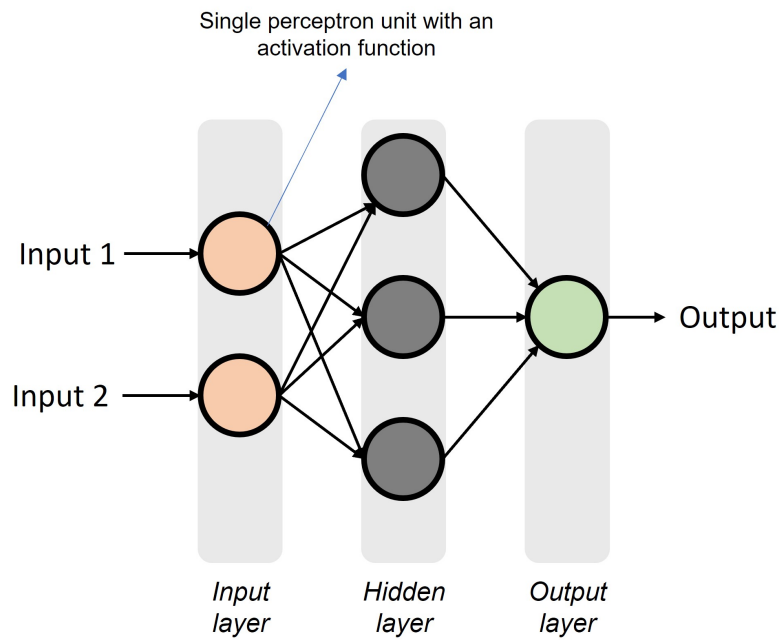 Single perceptron unit with an
activation function
Input 1
Input 2
Output
Input
layer
Hidden
layer
Output
layer